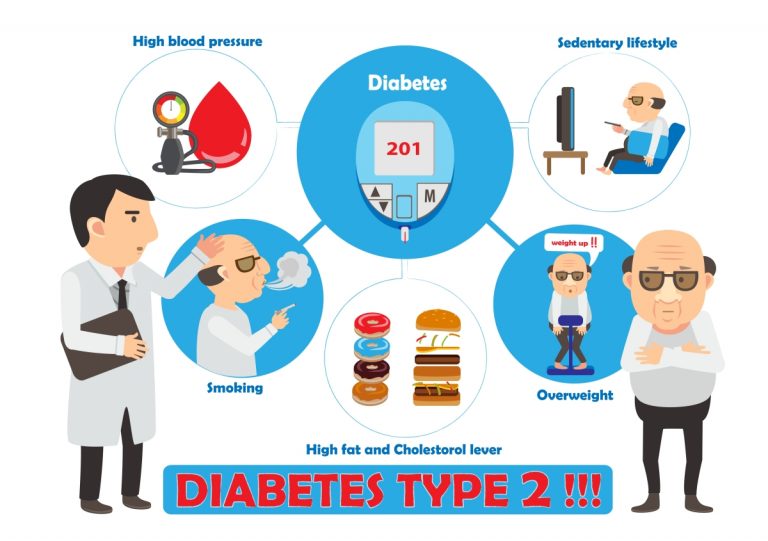 High blood pressure
Diabetes
Sedentary lifestyle
201
M
weight up !!
Smoking
Overweight
High fat and Cholestorol lever
DIABETES TYPE 2 !!!